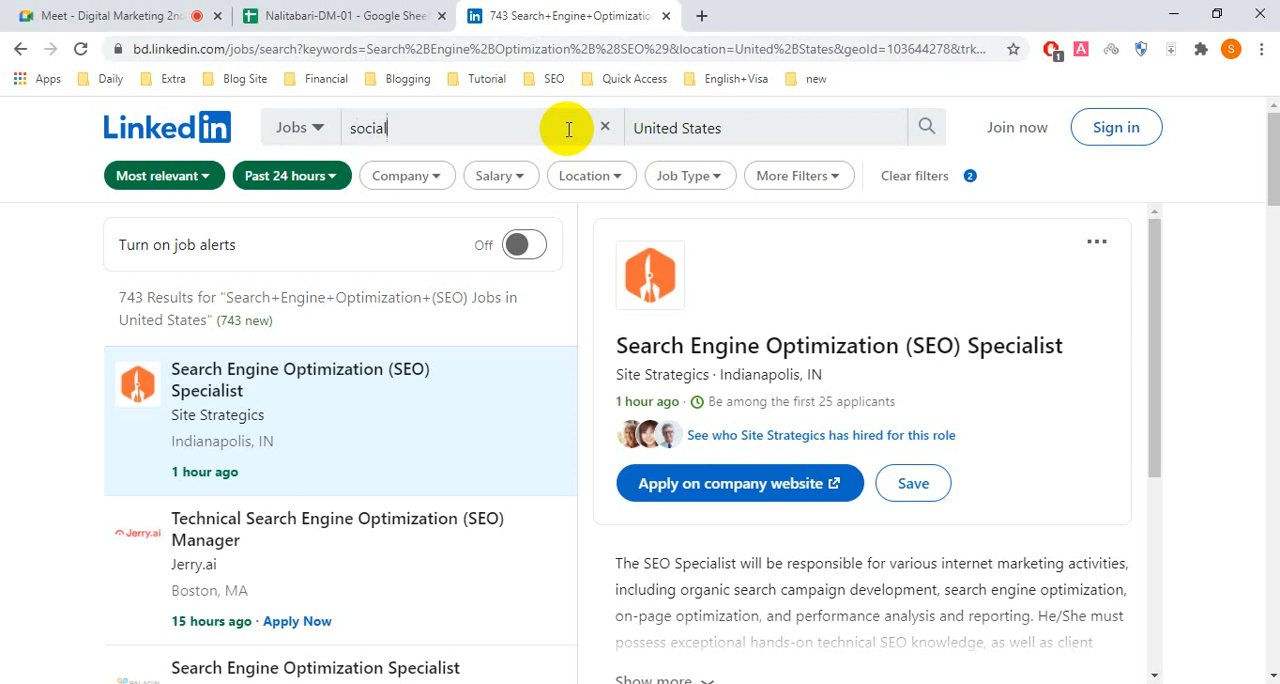 Meet - Digital Marketing 2nd
Nalitabari-DM-01 - Google Shee
743 Search+Engine+Optimizatio
bd.linkedin.com/jobs/search?keywords=Search%2BEngine%2BOptimization%2B%28SEO%29&location=United%2BStates&geoId=103644278&trk...
1
A
S
Apps
Daily
Extra
Blog Site
Financial
Blogging
Tutorial
SEO
Quick Access
English+Visa
new
Linkedin
Jobs
social
United States
Join now
Sign in
Most relevant
Past 24 hours
Company
Salary
Location
Job Type
More Filters
Clear filters
2
Turn on job alerts
Off
743 Results for "Search+Engine+Optimization+(SEO) Jobs in
United States" (743 new)
Search Engine Optimization (SEO)
Specialist
Site Strategics
Indianapolis, IN
1 hour ago
Jerry.ai
Technical Search Engine Optimization (SEO)
Manager
Jerry.ai
Boston, MA
15 hours ago · Apply Now
Search Engine Optimization Specialist
Search Engine Optimization (SEO) Specialist
Site Strategics · Indianapolis, IN
1 hour ago · Be among the first 25 applicants
See who Site Strategics has hired for this role
Apply on company website
Save
The SEO Specialist will be responsible for various internet marketing activities,
including organic search campaign development, search engine optimization,
on-page optimization, and performance analysis and reporting. He/She must
possess exceptional hands-on technical SEO knowledge, as well as client
Show more